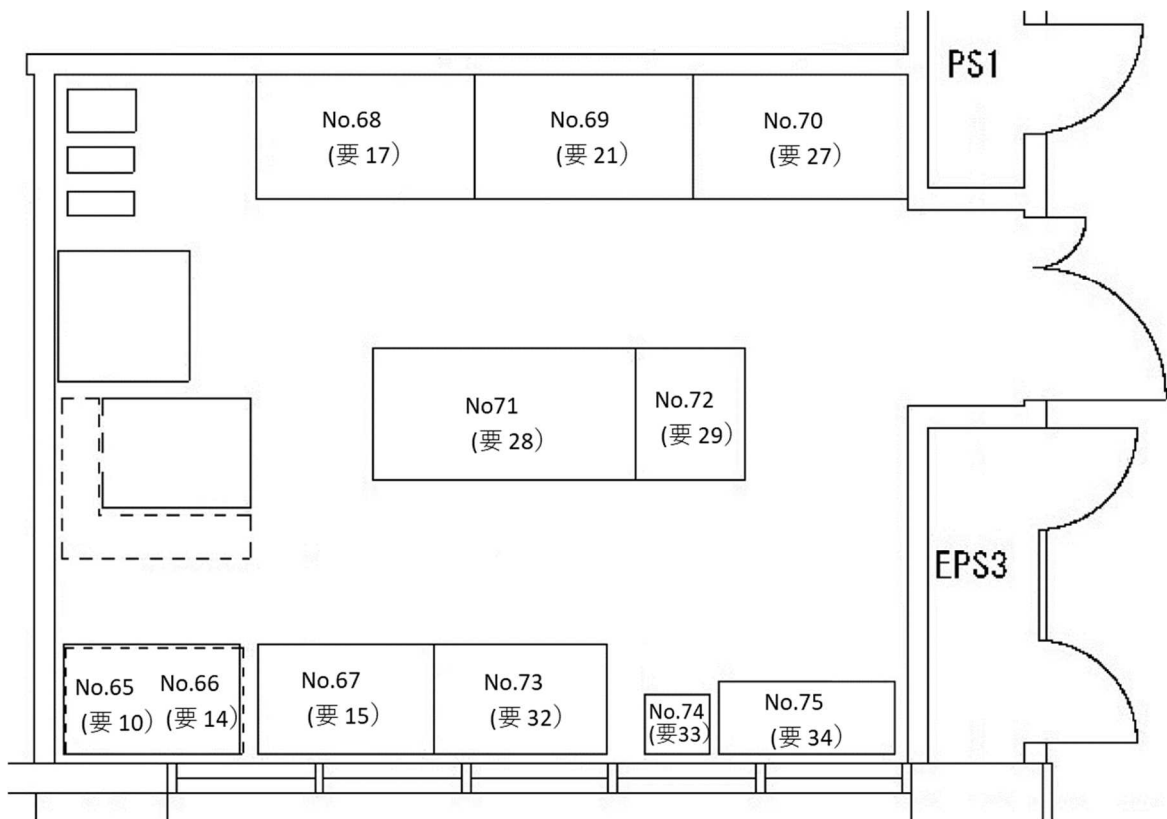 PS1
No.68
(要 17）
No.69
(要 21）
No.70
(要 27）
No71
(要 28）
No.72
(要 29）
EPS3
No.65
(要 10）
No.66
(要 14）
No.67
(要 15）
No.73
(要 32）
No.74
(要33）
No.75
(要 34）